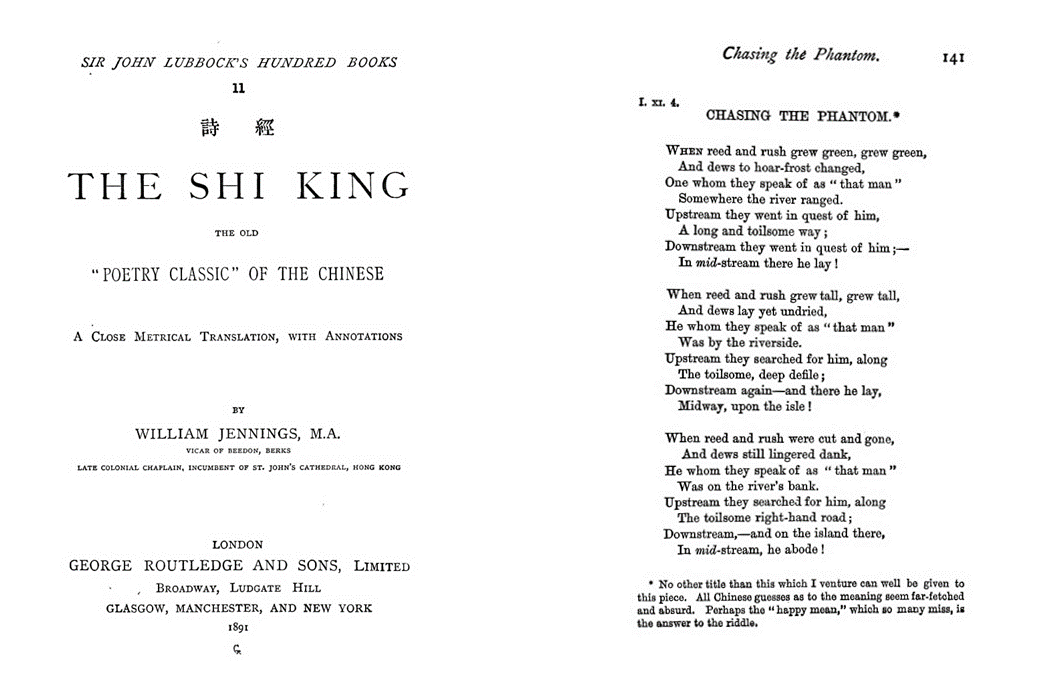 SIR JOHN LUBBOCK'S HUNDRED BOOKS
11
詩 經
THE SHI KING
THE OLD
"POETRY CLASSIC" OF THE CHINESE
A CLOSE METRICAL TRANSLATION, WITH ANNOTATIONS
BY
WILLIAM JENNINGS, M.A.
VICAR OF BEEDON, BERKS
LATE COLONIAL CHAPLAIN, INCUMBENT OF ST. JOHN'S CATHEDRAL, HONG KONG
LONDON
GEORGE ROUTLEDGE AND SONS, LIMITED
BROADWAY, LUDGATE HILL
GLASGOW, MANCHESTER, AND NEW YORK
1891
Chasing the Phantom. 141
I. XI. 4.
CHASING THE PHANTOM.*
WHEN reed and rush grew green, grew green,
And dews to hoar-frost changed,
One whom they speak of as "that man"
Somewhere the river ranged.
Upstream they went in quest of him,
A long and toilsome way;
Downstream they went in quest of him;—
In mid-stream there he lay!
When reed and rush grew tall, grew tall,
And dews lay yet undried,
He whom they speak of as "that man"
Was by the riverside.
Upstream they searched for him, along
The toilsome, deep defile;
Downstream again—and there he lay,
Midway, upon the isle!
When reed and rush were cut and gone,
And dews still lingered dank,
He whom they speak of as "that man"
Was on the river's bank.
Upstream they searched for him, along
The toilsome right-hand road;
Downstream,—and on the island there,
In mid-stream, he abode!
* No other title than this which I venture can well be given to
this piece. All Chinese guesses as to the meaning seem far-fetched
and absurd. Perhaps the "happy mean," which so many miss, is
the answer to the riddle.